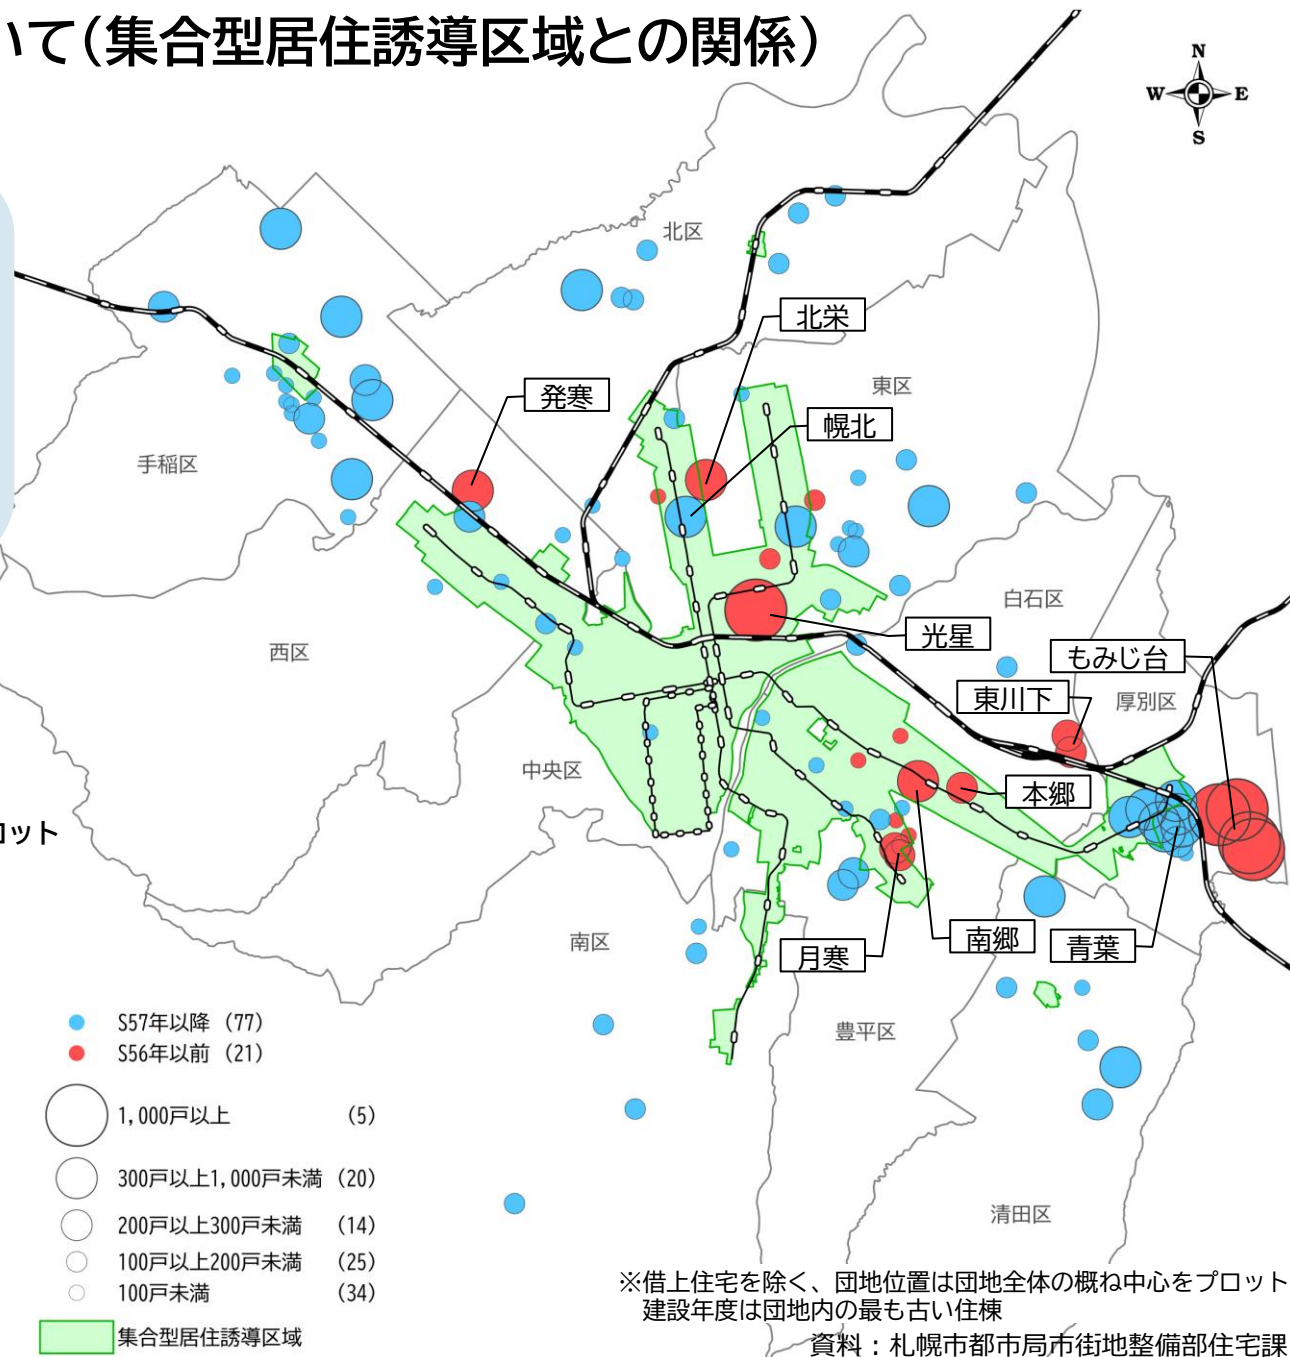 いて（集合型居住誘導区域との関係）
N
W E
S
北区
北栄
東区
発寒
幌北
手稲区
白石区
光星
もみじ台
西区
東川下
厚別区
中央区
本郷
ロット
南区
月寒
南郷
青葉
豊平区
清田区
S57年以降 (77)
S56年以前 (21)
1,000戸以上 (5)
300戸以上1,000戸未満 (20)
200戸以上300戸未満 (14)
100戸以上200戸未満 (25)
100戸未満 (34)
集合型居住誘導区域
※借上住宅を除く、団地位置は団地全体の概ね中心をプロット
建設年度は団地内の最も古い住棟
資料：札幌市都市局市街地整備部住宅課